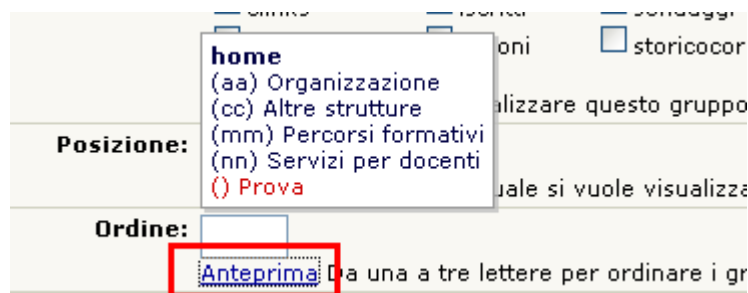 iscritti sondaggi
oni storicocor
home
(aa) Organizzazione
(cc) Altre strutture
(mm) Percorsi formativi
(nn) Servizi per docenti
() Prova
alizzare questo gruppo
Posizione:
uale si vuole visualizza
Ordine:
Anteprima Da una a tre lettere per ordinare i gr